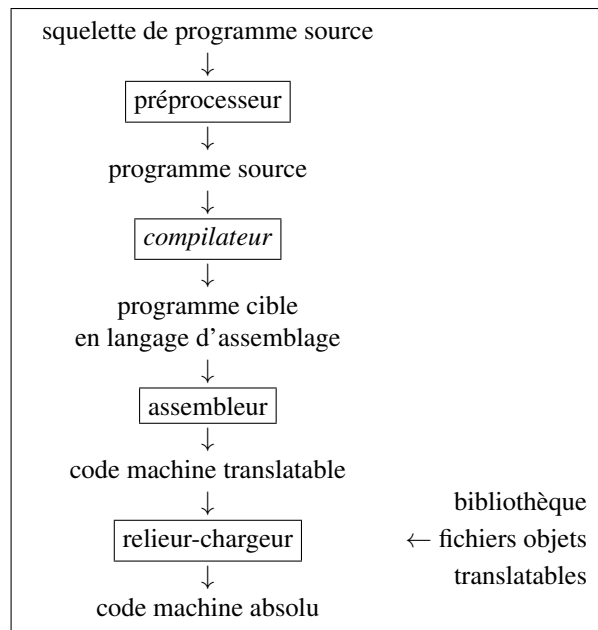 squelette de programme source
↓
préprocesseur
↓
programme source
↓
compilateur
↓
programme cible
en langage d'assemblage
↓
assembleur
↓
code machine translatable
↓
bibliothèque
relieur-chargeur
← fichiers objets
translatables
↓
code machine absolu